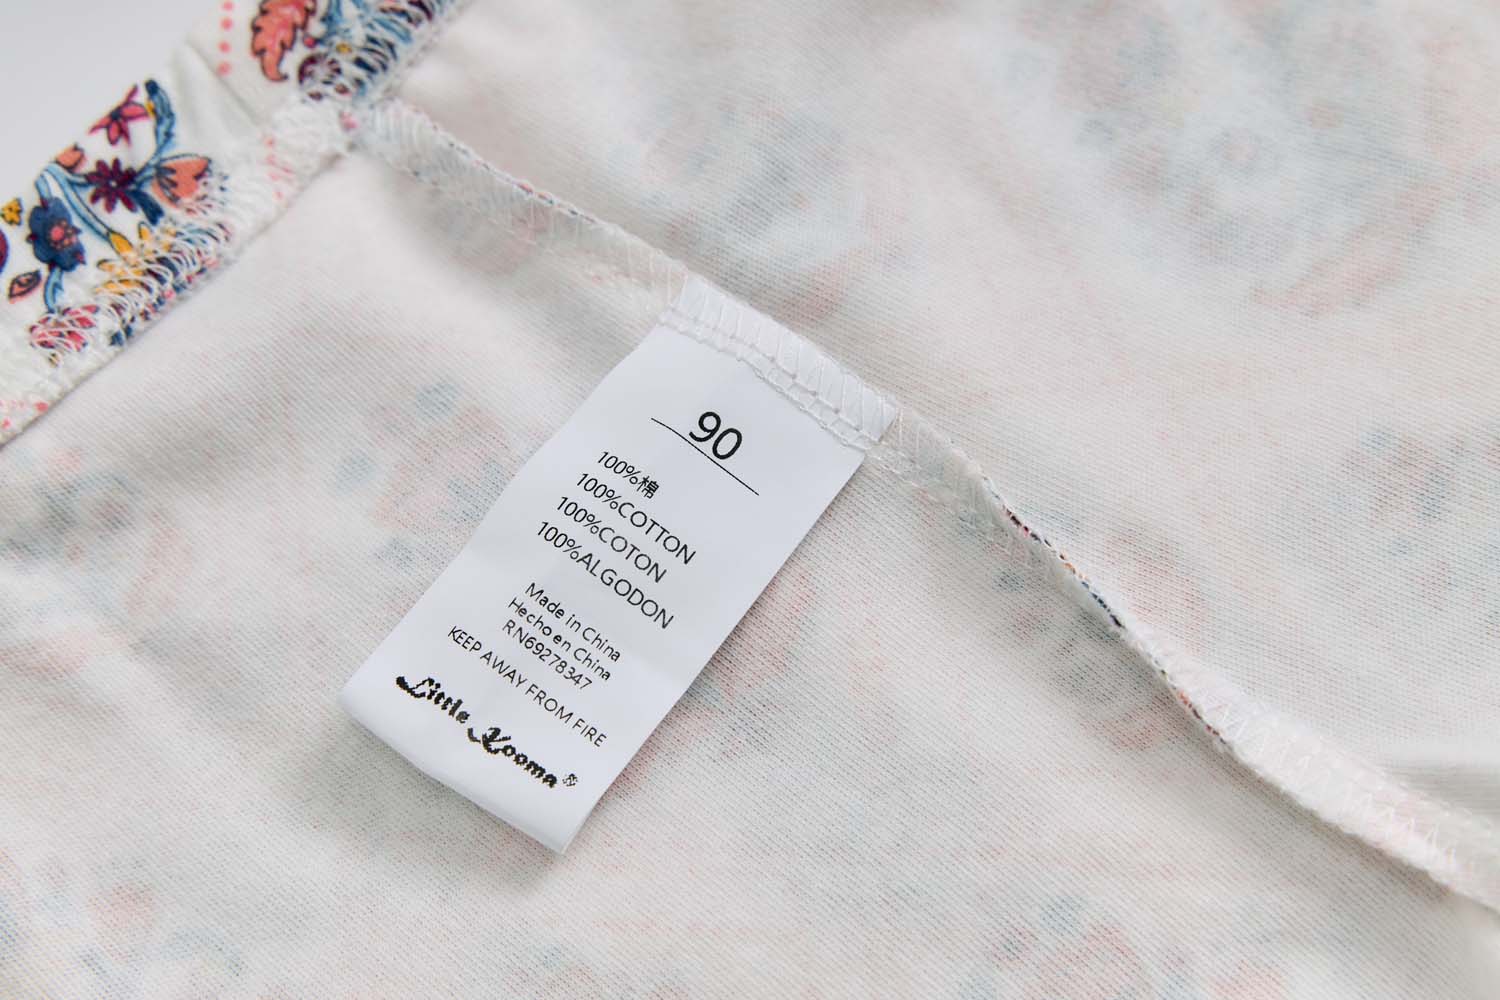 90
100%棉
100%COTTON
100%COTON
100%ALGODON
Made in China
Hecho en China
RN69278347
KEEP AWAY FROM FIRE
Little Kooma